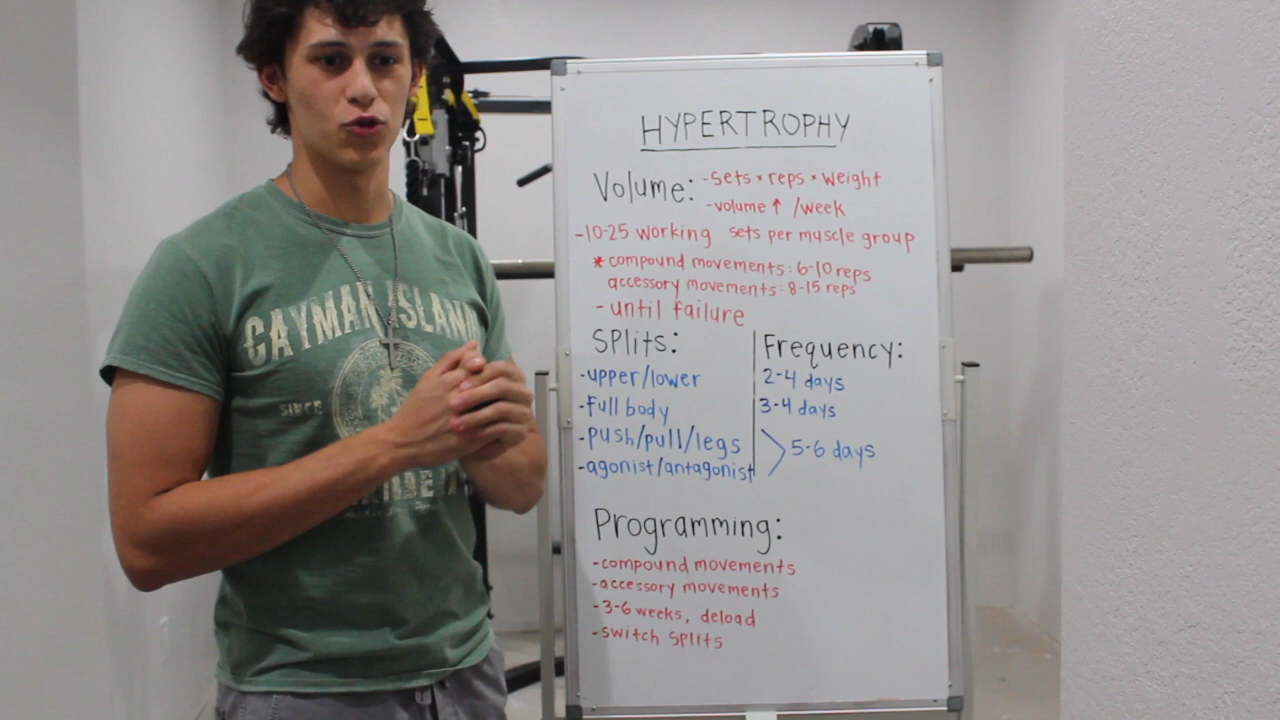 HYPERTROPHY
Volume: -sets * reps * weight
-volume ↑ /week
-10-25 working sets per muscle group
* compound movements: 6-10 reps
accessory movements: 8-15 reps
- until failure
Splits:
-upper/lower
-full body
-push/pull/legs
-agonist/antagonist
Frequency:
2-4 days
3-4 days
5-6 days
Programming:
-compound movements
-accessory movements
-3-6 weeks, deload
-switch splits
CAYMAN ISLAND
SINCE